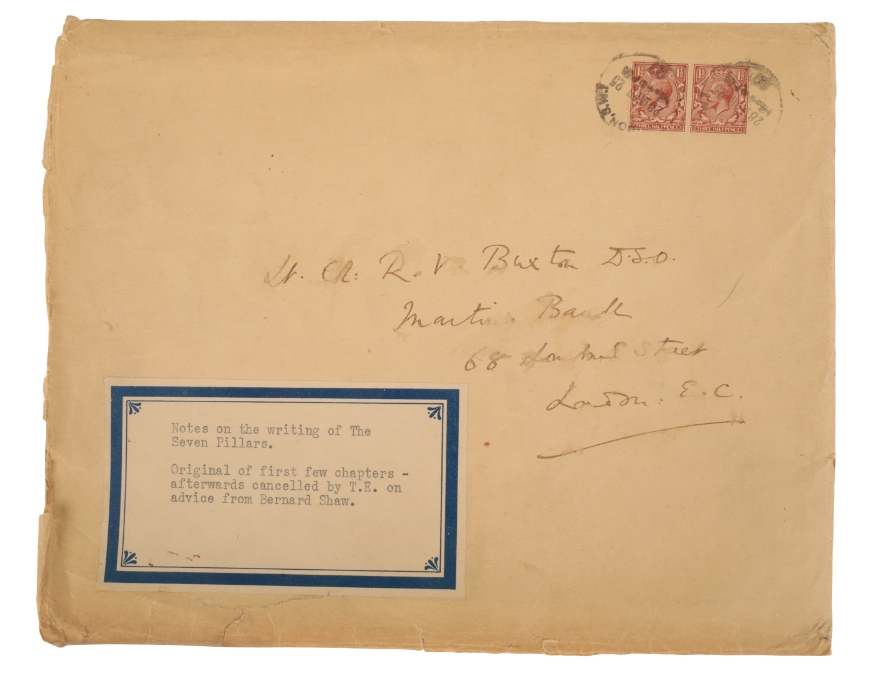 Lt. Col. R. V. Buxton D.S.O.
Martins Bank
68 Lombard Street
London. E. C.
Notes on the writing of The
Seven Pillars.
Original of first few chapters -
afterwards cancelled by T.E. on
advice from Bernard Shaw.